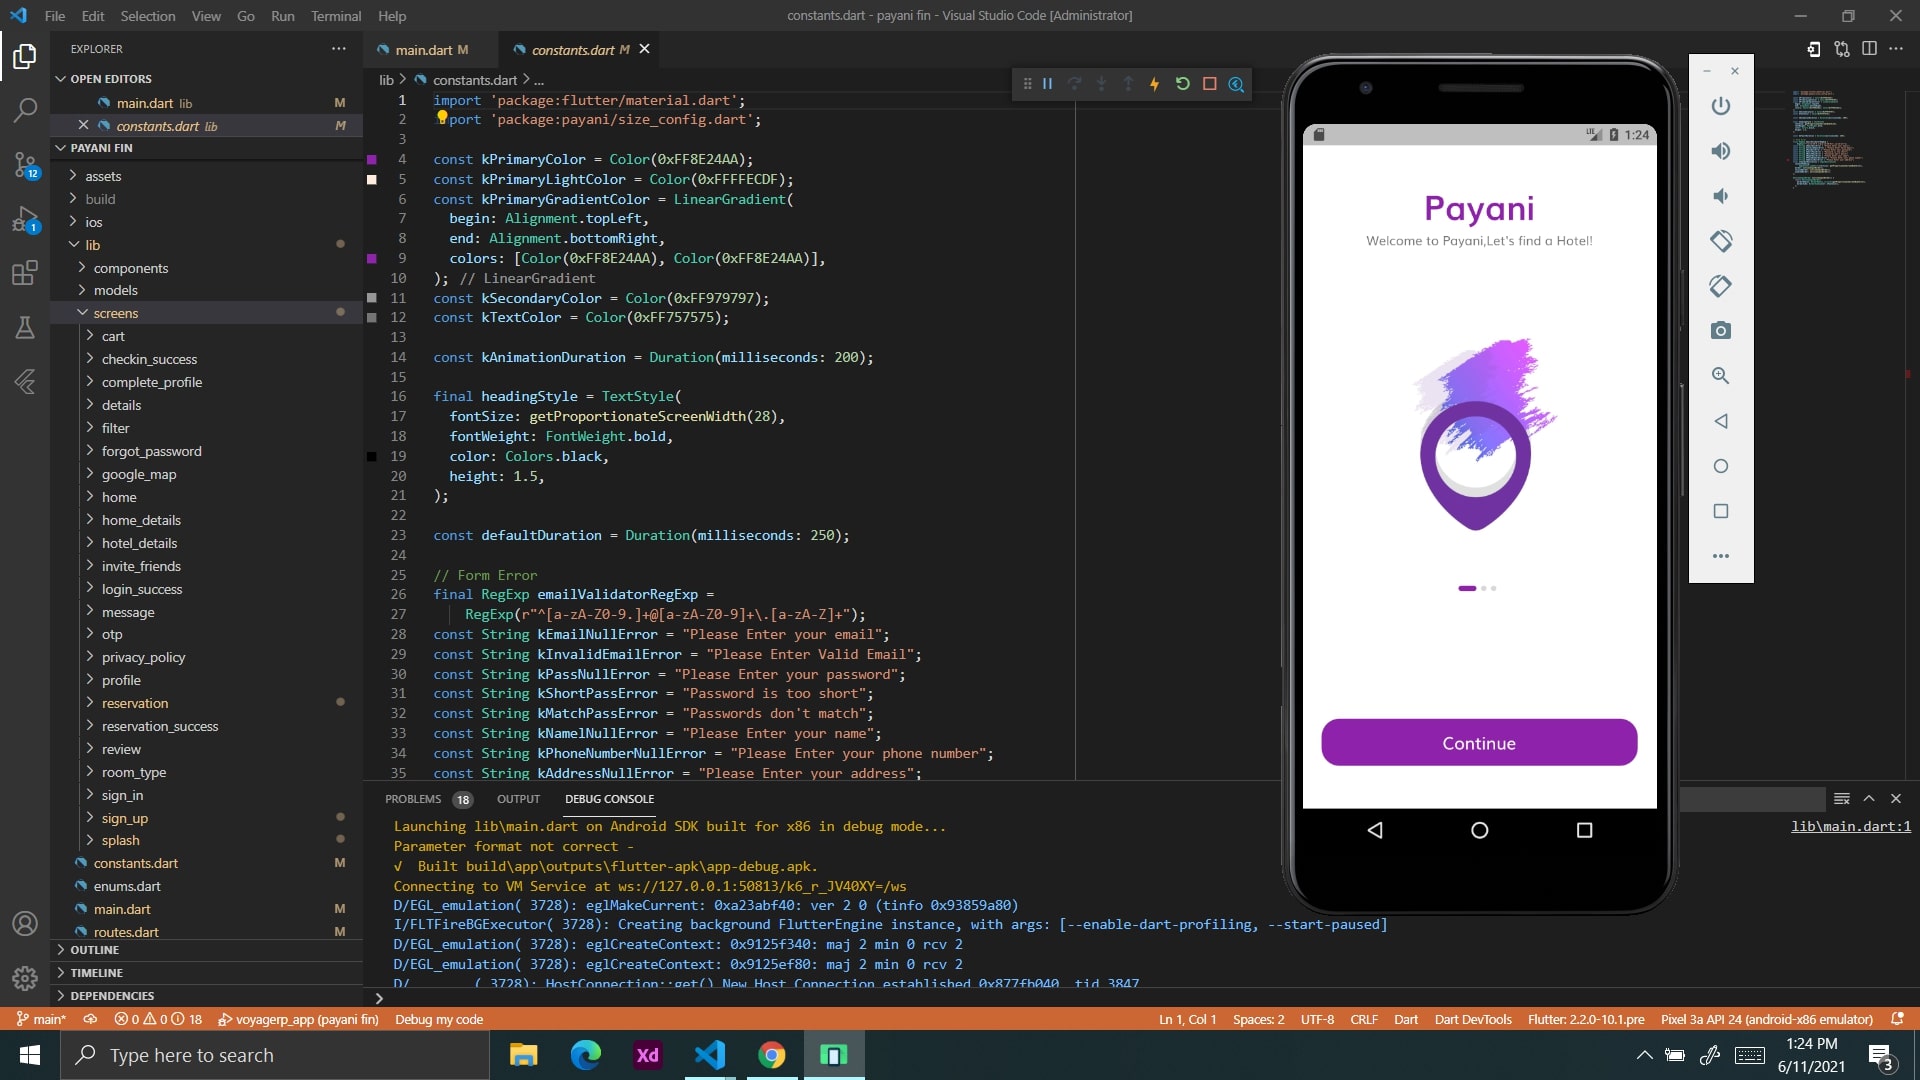 File Edit Selection View Go Run Terminal Help
constants.dart - payani fin - Visual Studio Code [Administrator]
EXPLORER
OPEN EDITORS
main.dart lib M
constants.dart lib M
PAYANI FIN
assets
build
ios
lib
components
models
screens
cart
checkin_success
complete_profile
details
filter
forgot_password
google_map
home
home_details
hotel_details
invite_friends
login_success
message
otp
privacy_policy
profile
reservation
reservation_success
review
room_type
sign_in
sign_up
splash
constants.dart M
enums.dart
main.dart M
routes.dart M
OUTLINE
TIMELINE
DEPENDENCIES
12
1
main.dart M
constants.dart M
lib > constants.dart > ...
1 import 'package:flutter/material.dart';
2 import 'package:payani/size_config.dart';
3
4 const kPrimaryColor = Color(0xFF8E24AA);
5 const kPrimaryLightColor = Color(0xFFFFECDF);
6 const kPrimaryGradientColor = LinearGradient(
7 begin: Alignment.topLeft,
8 end: Alignment.bottomRight,
9 colors: [Color(0xFF8E24AA), Color(0xFF8E24AA)],
10 ); // LinearGradient
11 const kSecondaryColor = Color(0xFF979797);
12 const kTextColor = Color(0xFF757575);
13
14 const kAnimationDuration = Duration(milliseconds: 200);
15
16 final headingStyle = TextStyle(
17 fontSize: getProportionateScreenWidth(28),
18 fontWeight: FontWeight.bold,
19 color: Colors.black,
20 height: 1.5,
21 );
22
23 const defaultDuration = Duration(milliseconds: 250);
24
25 // Form Error
26 final RegExp emailValidatorRegExp =
27 RegExp(r"^[a-zA-Z0-9.]+@[a-zA-Z0-9]+\.[a-zA-Z]+");
28 const String kEmailNullError = "Please Enter your email";
29 const String kInvalidEmailError = "Please Enter Valid Email";
30 const String kPassNullError = "Please Enter your password";
31 const String kShortPassError = "Password is too short";
32 const String kMatchPassError = "Passwords don't match";
33 const String kNamelNullError = "Please Enter your name";
34 const String kPhoneNumberNullError = "Please Enter your phone number";
35 const String kAddressNullError = "Please Enter your address";
PROBLEMS 18 OUTPUT DEBUG CONSOLE
Launching lib\main.dart on Android SDK built for x86 in debug mode...
lib\main.dart:1
Parameter format not correct -
√ Built build\app\outputs\flutter-apk\app-debug.apk.
Connecting to VM Service at ws://127.0.0.1:50813/k6_r_JV40XY=/ws
D/EGL_emulation( 3728): eglMakeCurrent: 0xa23abf40: ver 2 0 (tinfo 0x93859a80)
I/FLTFireBGExecutor( 3728): Creating background FlutterEngine instance, with args: [--enable-dart-profiling, --start-paused]
D/EGL_emulation( 3728): eglCreateContext: 0x9125f340: maj 2 min 0 rcv 2
D/EGL_emulation( 3728): eglCreateContext: 0x9125ef80: maj 2 min 0 rcv 2
D/ ( 3728): HostConnection::get() New Host Connection established 0x877fb040, tid 3847
LTE 1:24
Payani
Welcome to Payani,Let's find a Hotel!
Continue
main* 0 0 18 voyagerp_app (payani fin) Debug my code
Ln 1, Col 1 Spaces: 2 UTF-8 CRLF Dart Dart DevTools Flutter: 2.2.0-10.1.pre Pixel 3a API 24 (android-x86 emulator)
Type here to search
Xd
1:24 PM
6/11/2021
3